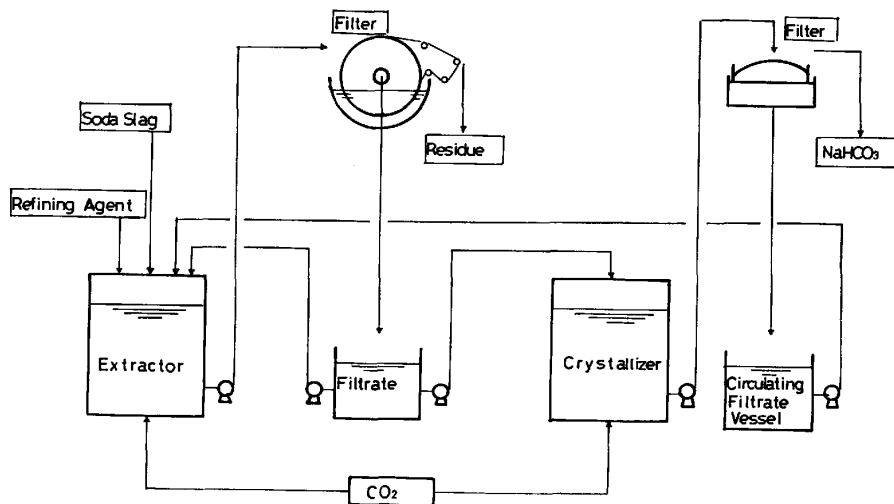 Filter
Filter
Soda Slag
Residue
NaHCO₃
Refining Agent
Extractor
Filtrate
Crystallizer
Circulating
Filtrate
Vessel
CO₂